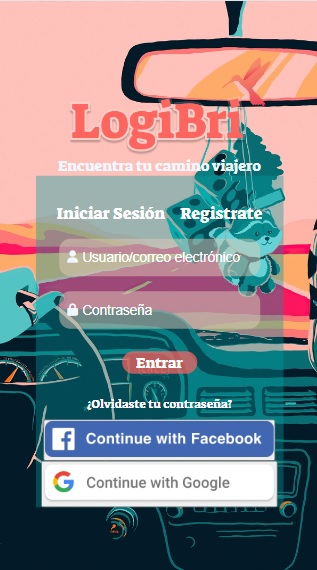 LogiBri
Encuentra tu camino viajero
Iniciar Sesión Registrate
Usuario/correo electrónico
Contraseña
Entrar
¿Olvidaste tu contraseña?
Continue with Facebook
Continue with Google